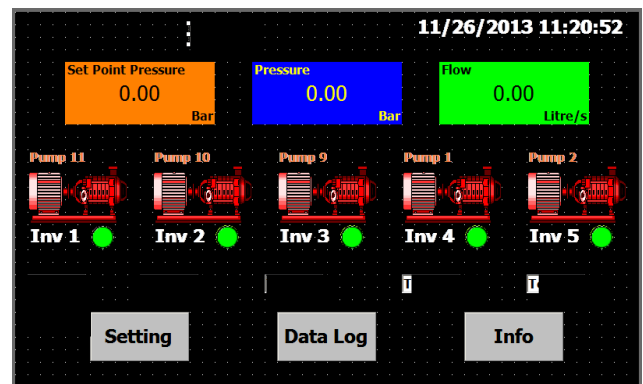 11/26/2013 11:20:52
Set Point Pressure
0.00
Bar
Pressure
0.00
Bar
Flow
0.00
Litre/s
Pump 11
Pump 10
Pump 9
Pump 1
Pump 2
Inv 1
Inv 2
Inv 3
Inv 4
Inv 5
T
Setting
Data Log
Info